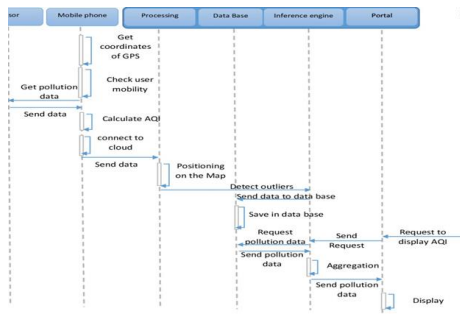 sor
Mobile phone
Processing
Data Base
Inference engine
Portal
Get
coordinates
of GPS
Check user
mobility
Get pollution
data
Send data
Calculate AQI
connect to
cloud
Send data
Positioning
on the Map
Detect outliers
Send data to data base
Save in data base
Request
pollution data
Send
Request
Request to
display AQI
Send pollution
data
Aggregation
Send pollution
data
Display